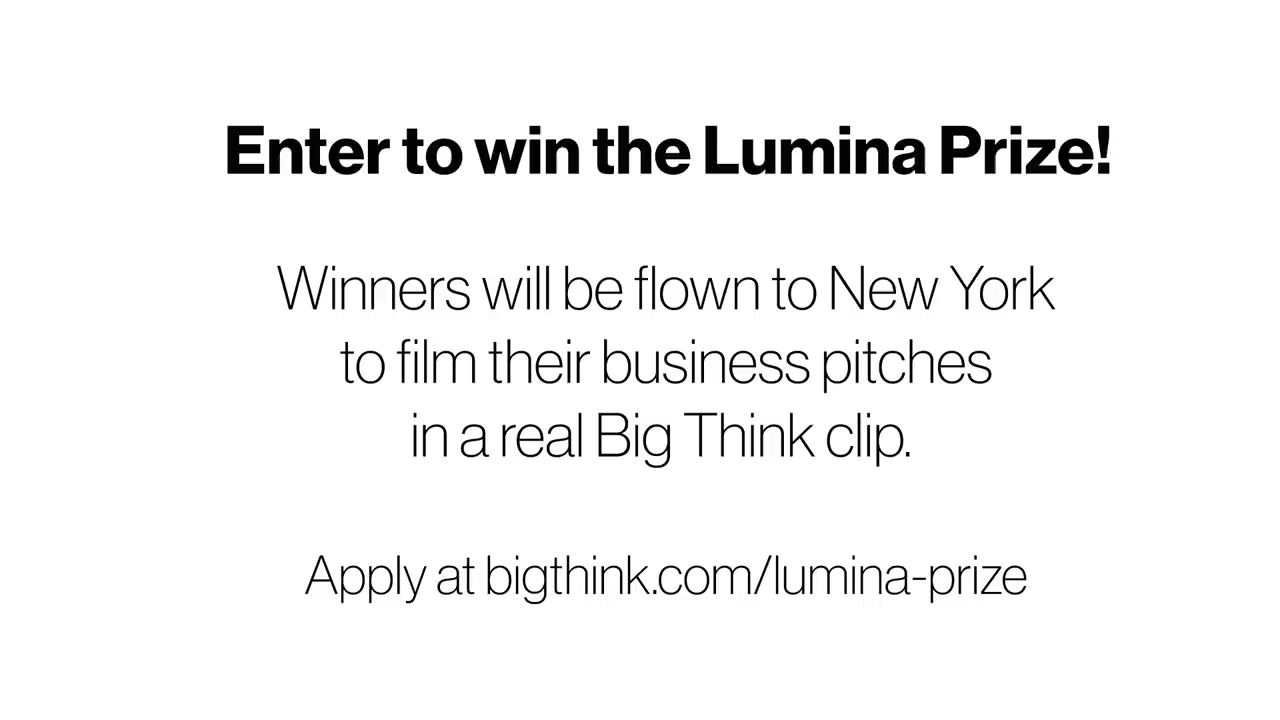 Enter to win the Lumina Prize!
Winners will be flown to New York
to film their business pitches
in a real Big Think clip.
Apply at bigthink.com/lumina-prize